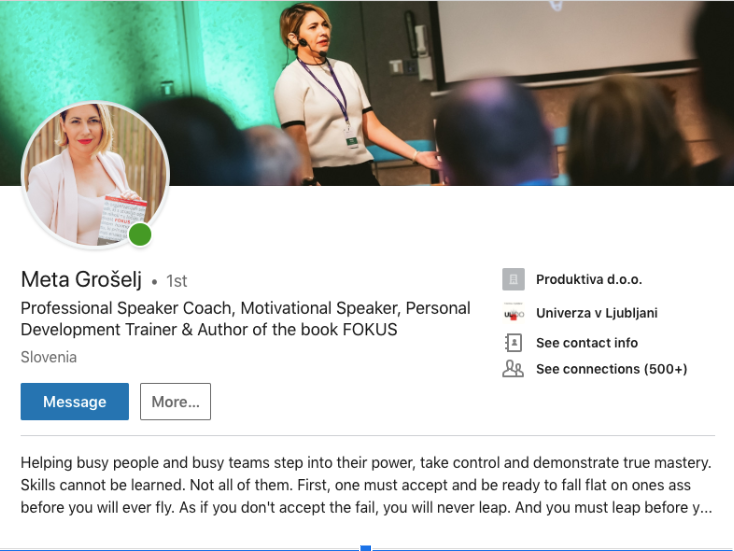 Meta Grošelj • 1st
Professional Speaker Coach, Motivational Speaker, Personal
Development Trainer & Author of the book FOKUS
Slovenia
Message
More...
Produktiva d.o.o.
Univerza v Ljubljani
See contact info
See connections (500+)
Helping busy people and busy teams step into their power, take control and demonstrate true mastery.
Skills cannot be learned. Not all of them. First, one must accept and be ready to fall flat on ones ass
before you will ever fly. As if you don't accept the fail, you will never leap. And you must leap before y...